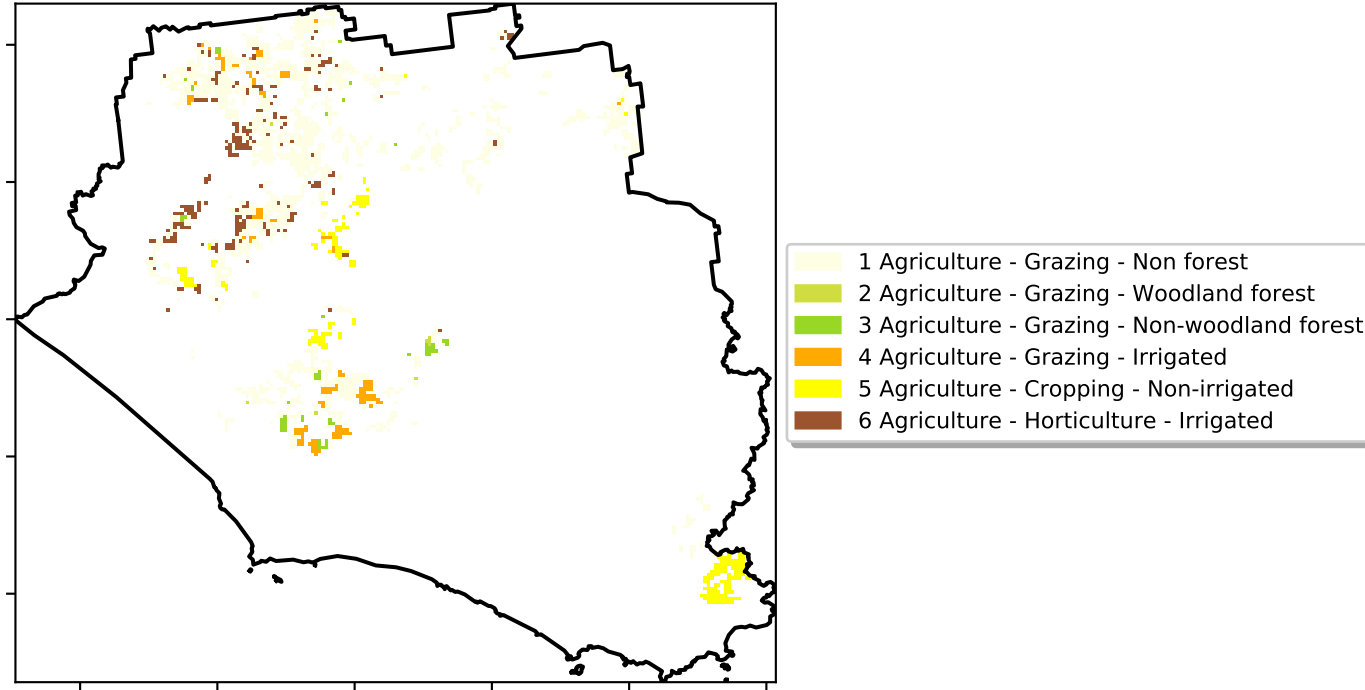 1 Agriculture - Grazing - Non forest
2 Agriculture - Grazing - Woodland forest
3 Agriculture - Grazing - Non-woodland forest
4 Agriculture - Grazing - Irrigated
5 Agriculture - Cropping - Non-irrigated
6 Agriculture - Horticulture - Irrigated